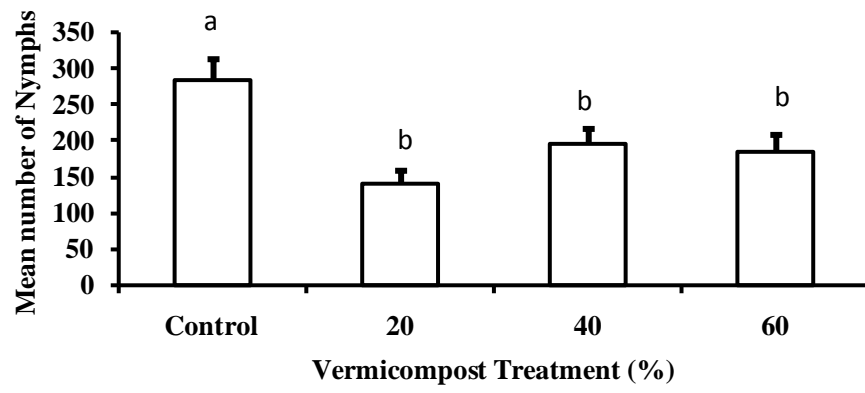 Mean number of Nymphs
350
300
250
200
150
100
50
0
a
b
b
b
Control 20 40 60
Vermicompost Treatment (%)